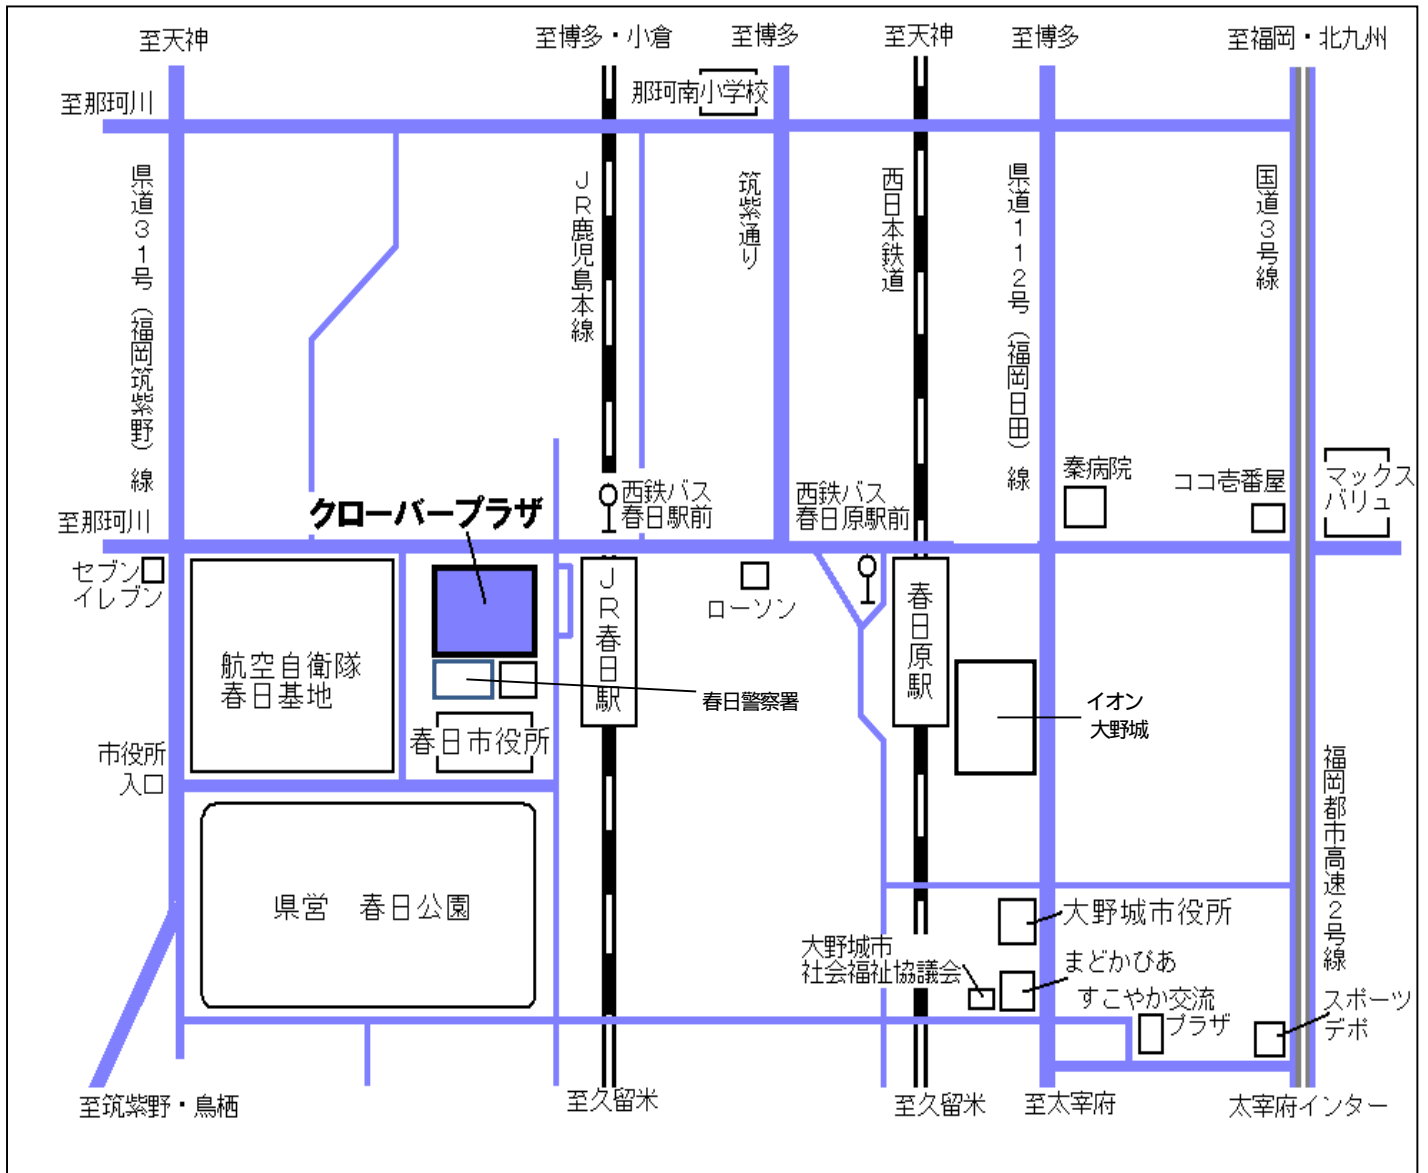 至天神
至博多・小倉
至博多
至天神
至博多
至福岡・北九州
那珂南小学校
至那珂川
県道31号(福岡筑紫野)線
JR鹿児島本線
筑紫通り
西日本鉄道
県道112号(福岡日田)線
国道3号線
秦病院
ココ壱番屋
マックス
バリュ
西鉄バス
春日駅前
西鉄バス
春日原駅前
クローバープラザ
至那珂川
セブン
イレブン
JR春日駅
ローソン
春日原駅
航空自衛隊
春日基地
春日警察署
イオン
大野城
春日市役所
市役所
入口
福岡都市高速2号線
県営 春日公園
大野城市役所
大野城市
社会福祉協議会
まどかぴあ
すこやか交流
プラザ
スポーツ
デポ
至筑紫野・鳥栖
至久留米
至久留米
至太宰府
太宰府インター